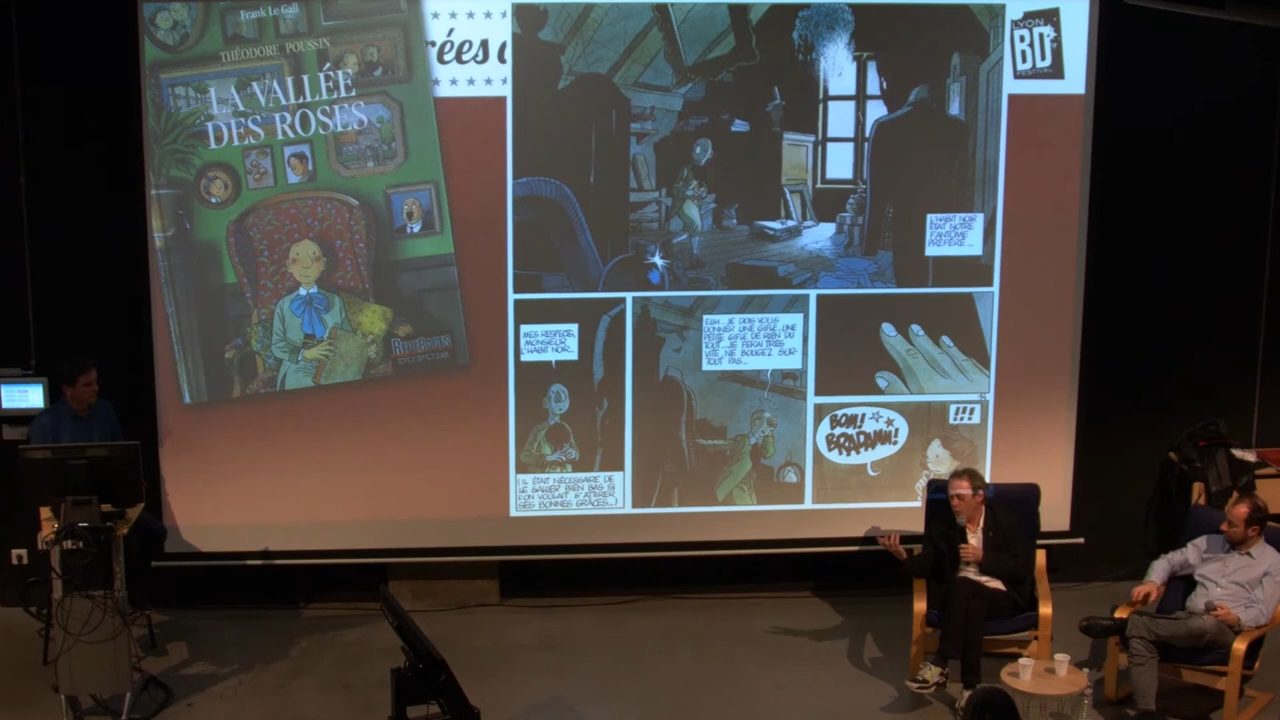 Frank Le Gall
THÉODORE POUSSIN
LA VALLÉE
DES ROSES
REPÉRAGES
DUPUIS
rées d
LYON
BD
FESTIVAL
L'HABIT NOIR
ÉTAIT NOTRE
FANTÔME
PRÉFÉRÉ...
MES RESPECTS,
MONSIEUR
L'HABIT NOIR...
(IL ÉTAIT NÉCESSAIRE DE
LE SALUER BIEN BAS SI
L'ON VOULAIT S'ATTIRER
SES BONNES GRÂCES...)
EUH... JE DOIS VOUS
DONNER UNE GIFLE, UNE
PETITE GIFLE DE RIEN DU
TOUT... JE FERAI TRÈS
VITE, NE BOUGEZ SUR-
TOUT PAS...
BOM!
BRADAMM!
!!!